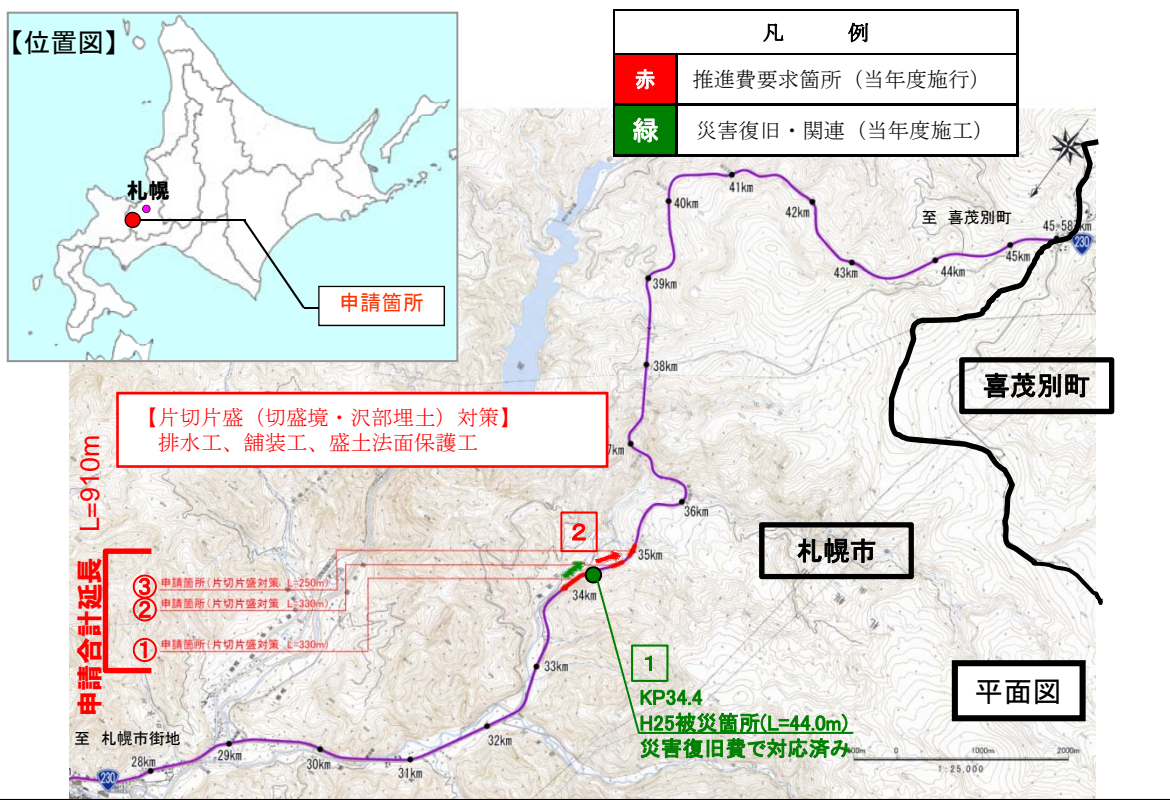 【位置図】
札幌
申請箇所
凡 例
赤 推進費要求箇所（当年度施行）
緑 災害復旧・関連（当年度施工）
40km
41km
42km
至 喜茂別町
230
43km
44km
45km
39km
38km
喜茂別町
【片切片盛（切盛境・沢部埋土）対策】
排水工、舗装工、盛土法面保護工
7km
36km
札幌市
2
35km
34km
申請合計延長 L=910m
③ 申請箇所(片切片盛対策 L=250m)
② 申請箇所(片切片盛対策 L=330m)
① 申請箇所(片切片盛対策 L=330m)
33km
1
KP34.4
H25被災箇所(L=44.0m)
災害復旧費で対応済み
平面図
至 札幌市街地
32km
31km
30km
29km
28km
230
0 1000m 2000m
1:25,000